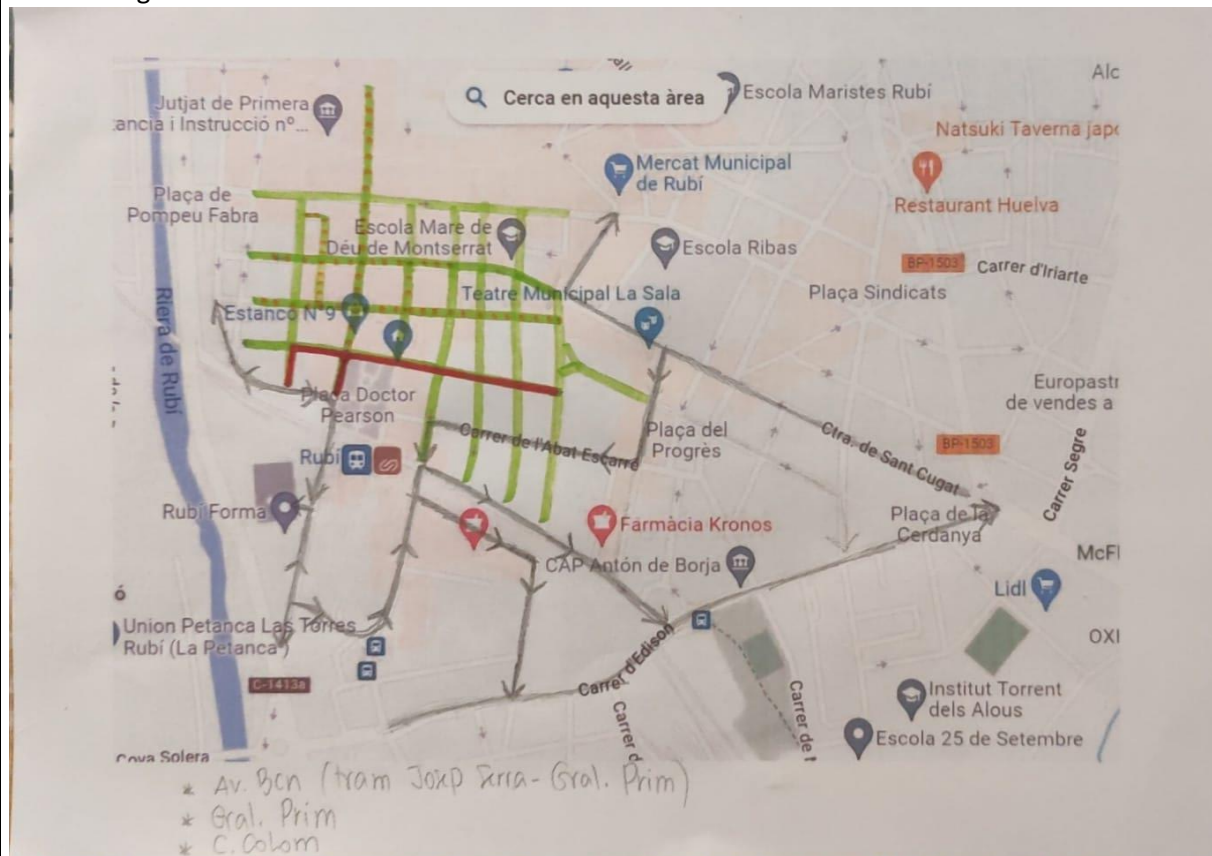 Alc
Cerca en aquesta àrea
Escola Maristes Rubí
Jutjat de Primera
ancia i Instrucció nº...
Natsuki Taverna japo
Mercat Municipal
de Rubí
Plaça de
Pompeu Fabra
Restaurant Huelva
Escola Mare de
Déu de Montserrat
Escola Ribas
BP-1503
Carrer d'Iriarte
Riera de Rubí
Teatre Municipal La Sala
Plaça Sindicats
Estanco N°9
Europastr
de vendes a
Plaça Doctor
Pearson
Carrer de l'Abat Escarré
Plaça del
Progrès
Ctra. de Sant Cugat
BP-1503
Carrer Segre
Rubí
Rubí Forma
Farmàcia Kronos
Plaça de la
Cerdanya
CAP Antón de Borja
McF
Lidl
ó
Union Petanca Las Torres
Rubí (La Petanca)
OXI
C-1413a
Carrer d'Edison
Carrer d
Carrer de
Institut Torrent
dels Alous
Escola 25 de Setembre
Cova Solera
* Av. Bcn (tram Josep Serra - Gral. Prim)
* Gral. Prim
* C. Colom